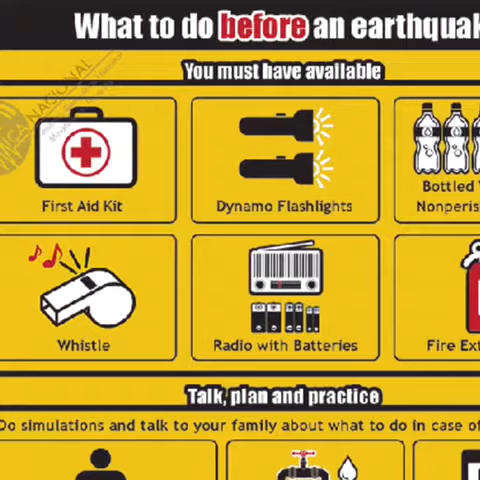 What to do before an earthquak
You must have available
NACIONAL
First Aid Kit
Dynamo Flashlights
Bottled
Nonperis
Whistle
Radio with Batteries
Fire Ext
Talk, plan and practice
Do simulations and talk to your family about what to do in case of